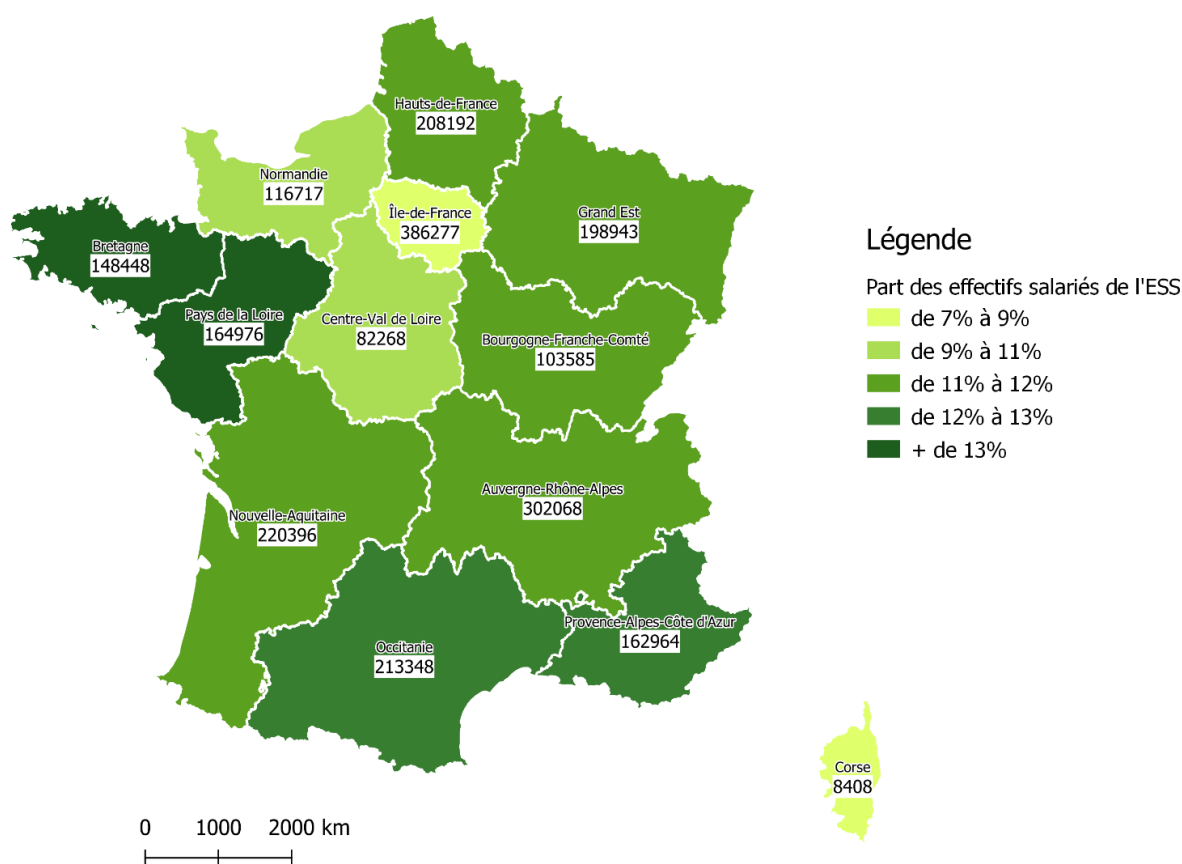 Hauts-de-France
208192
Normandie
116717
Île-de-France
386277
Grand Est
198943
Bretagne
148448
Pays de la Loire
164976
Centre-Val de Loire
82268
Bourgogne-Franche-Comté
103585
Auvergne-Rhône-Alpes
302068
Nouvelle-Aquitaine
220396
Provence-Alpes-Côte d'Azur
162964
Occitanie
213348
Corse
8408
Légende
Part des effectifs salariés de l'ESS
de 7% à 9%
de 9% à 11%
de 11% à 12%
de 12% à 13%
+ de 13%
0 1000 2000 km